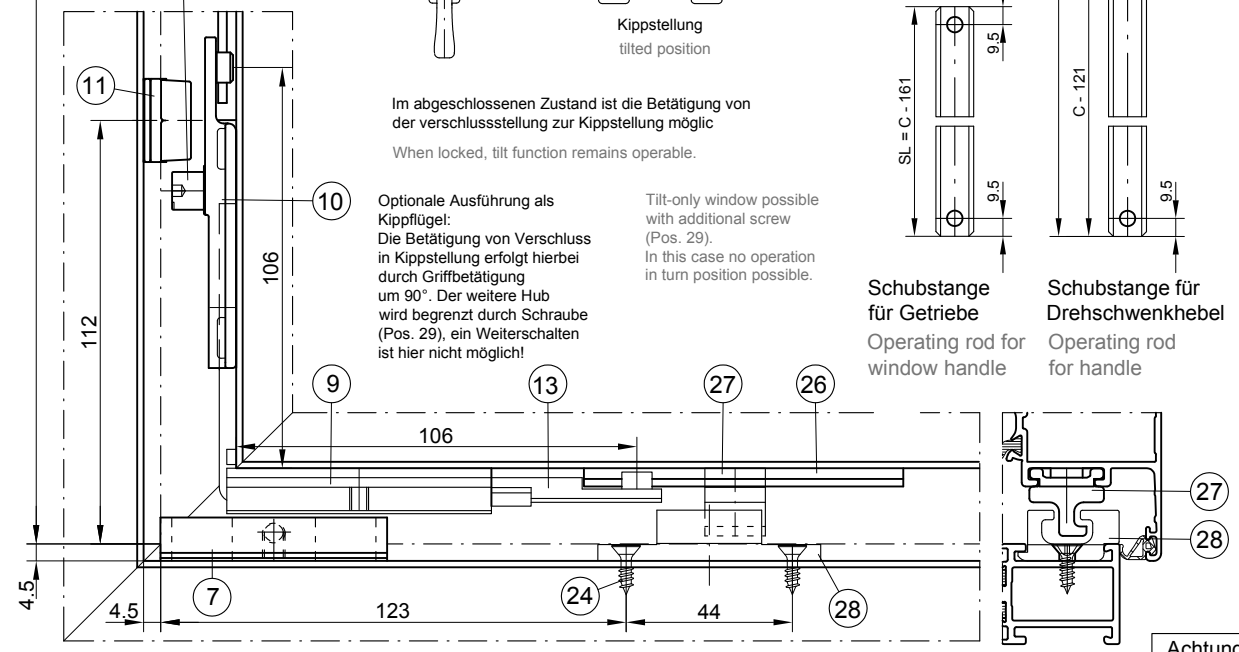 Kippstellung
tilted position
Im abgeschlossenen Zustand ist die Betätigung von
der verschlussstellung zur Kippstellung möglic
When locked, tilt function remains operable.
Optionale Ausführung als
Kippflügel:
Die Betätigung von Verschluss
in Kippstellung erfolgt hierbei
durch Griffbetätigung
um 90°. Der weitere Hub
wird begrenzt durch Schraube
(Pos. 29), ein Weiterschalten
ist hier nicht möglich!
Tilt-only window possible
with additional screw
(Pos. 29).
In this case no operation
in turn position possible.
9.5
SL = C - 161
9.5
C - 121
9.5
Schubstange
für Getriebe
Operating rod for
window handle
Schubstange für
Drehschwenkhebel
Operating rod
for handle
11
10
106
112
9
13
27
26
106
27
28
7
24
28
4.5
4.5
123
44
Achtung